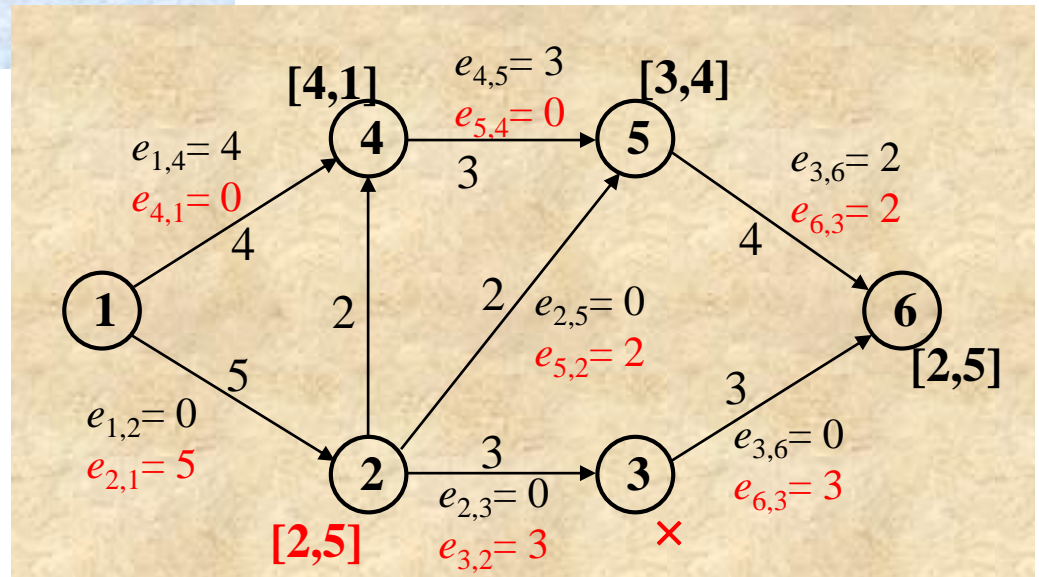 [4,1]
e4,5= 3
e5,4= 0
[3,4]
4
5
3
e1,4= 4
e4,1= 0
4
e3,6= 2
e6,3= 2
4
1
2
2
e2,5= 0
e5,2= 2
6
[2,5]
5
e1,2= 0
e2,1= 5
3
e3,6= 0
e6,3= 3
2
3
3
e2,3= 0
e3,2= 3
[2,5]
×